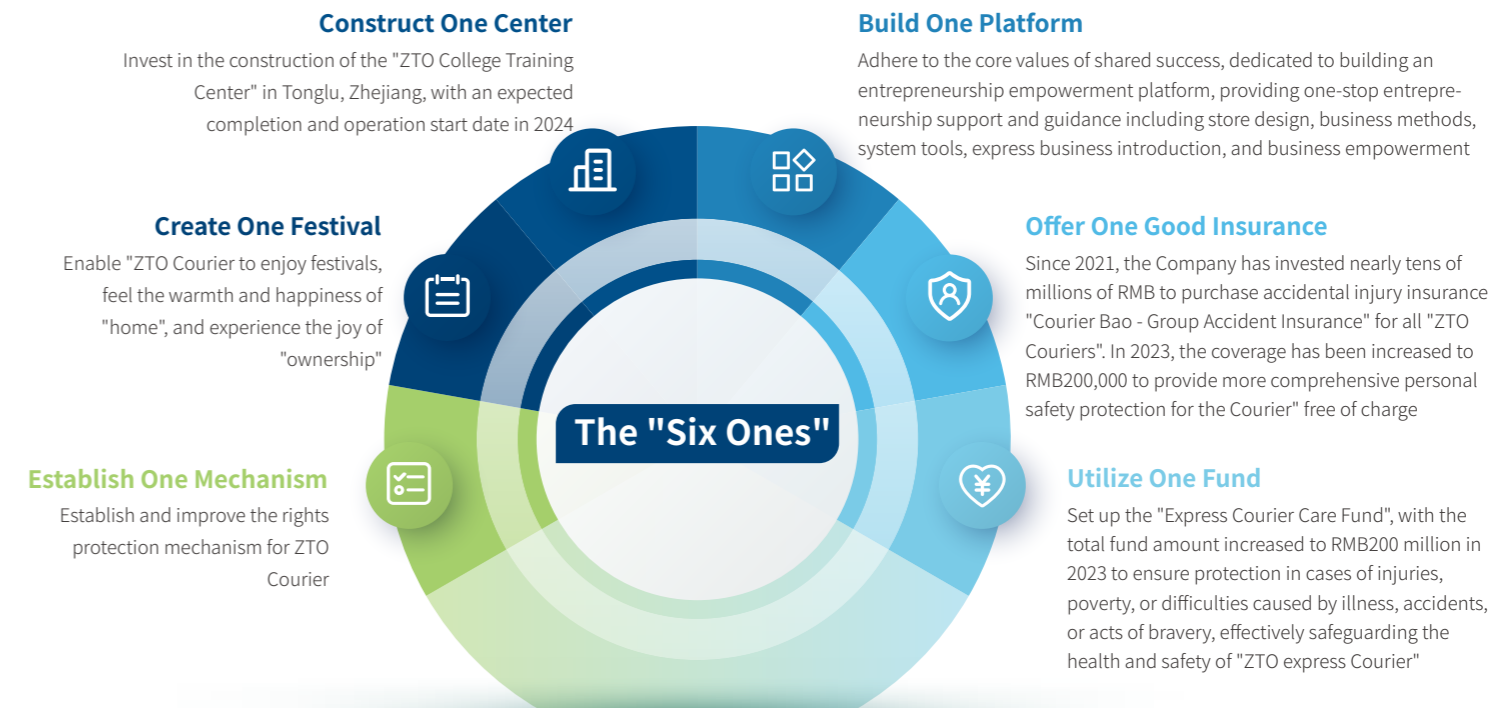 Construct One Center
Invest in the construction of the "ZTO College Training
Center" in Tonglu, Zhejiang, with an expected
completion and operation start date in 2024
Build One Platform
Adhere to the core values of shared success, dedicated to building an
entrepreneurship empowerment platform, providing one-stop entrepre-
neurship support and guidance including store design, business methods,
system tools, express business introduction, and business empowerment
Create One Festival
Enable "ZTO Courier to enjoy festivals,
feel the warmth and happiness of
"home", and experience the joy of
"ownership"
Offer One Good Insurance
Since 2021, the Company has invested nearly tens of
millions of RMB to purchase accidental injury insurance
"Courier Bao - Group Accident Insurance" for all "ZTO
Couriers". In 2023, the coverage has been increased to
RMB200,000 to provide more comprehensive personal
safety protection for the Courier" free of charge
The "Six Ones"
Establish One Mechanism
Establish and improve the rights
protection mechanism for ZTO
Courier
Utilize One Fund
Set up the "Express Courier Care Fund", with the
total fund amount increased to RMB200 million in
2023 to ensure protection in cases of injuries,
poverty, or difficulties caused by illness, accidents,
or acts of bravery, effectively safeguarding the
health and safety of "ZTO express Courier"
¥